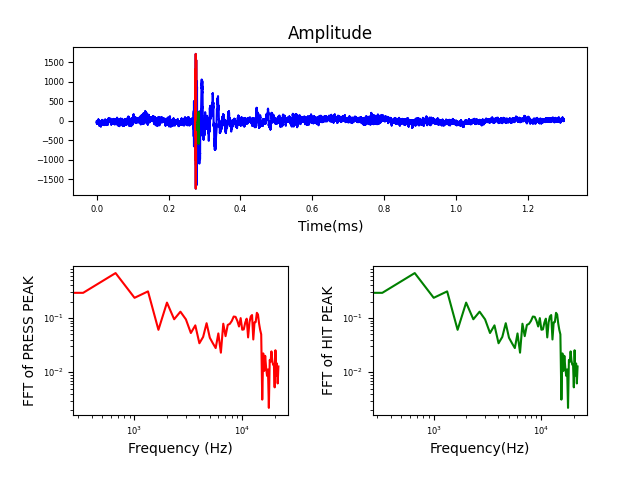 Amplitude
1500
1000
500
0
−500
−1000
−1500
0.0 0.2 0.4 0.6 0.8 1.0 1.2
Time(ms)
FFT of PRESS PEAK
10⁻¹
10⁻²
10³ 10⁴
Frequency (Hz)
FFT of HIT PEAK
10⁻¹
10⁻²
10³ 10⁴
Frequency(Hz)